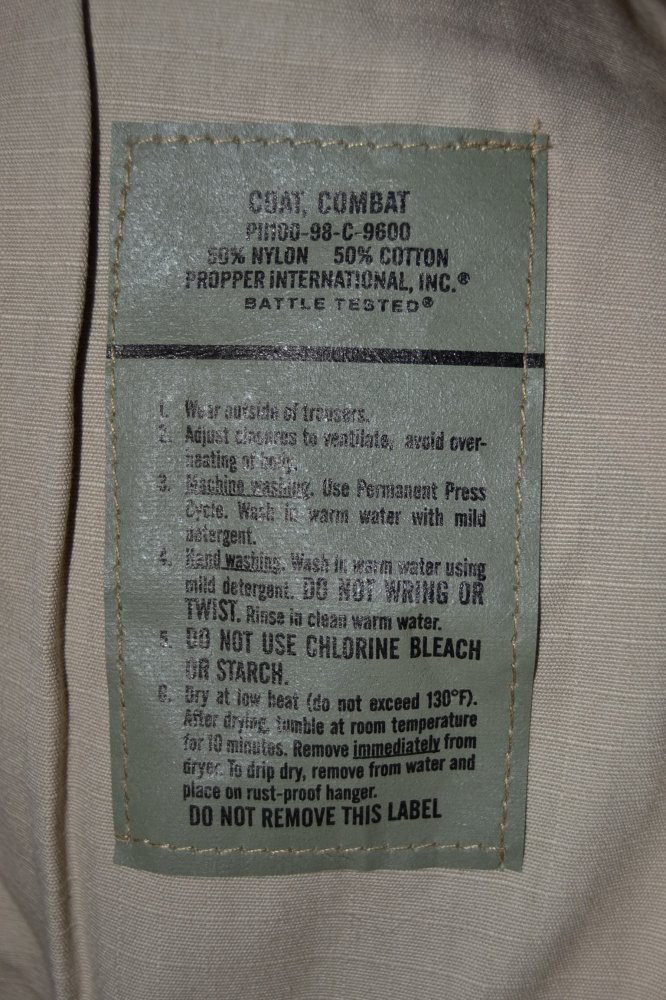 COAT, COMBAT
PII100-98-C-9600
50% NYLON 50% COTTON
PROPPER INTERNATIONAL, INC.®
BATTLE TESTED®
1. Wear outside of trousers.
2. Adjust closures to ventilate, avoid over-
heating of body.
3. Machine washing. Use Permanent Press
Cycle. Wash in warm water with mild
detergent.
4. Hand washing. Wash in warm water using
mild detergent. DO NOT WRING OR
TWIST. Rinse in clean warm water.
5. DO NOT USE CHLORINE BLEACH
OR STARCH.
6. Dry at low heat (do not exceed 130°F).
After drying, tumble at room temperature
for 10 minutes. Remove immediately from
dryer. To drip dry, remove from water and
place on rust-proof hanger.
DO NOT REMOVE THIS LABEL